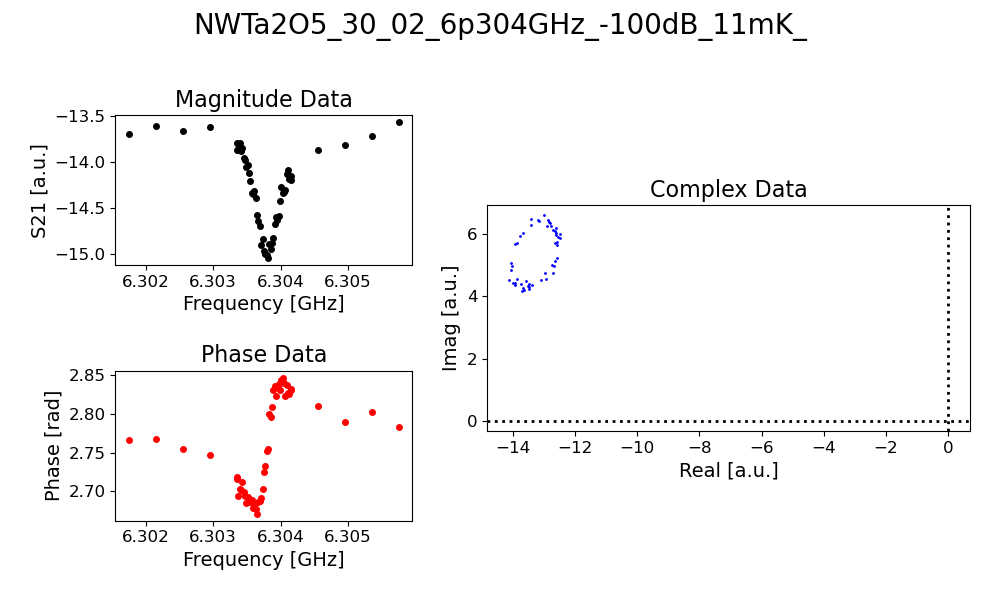 NWTa2O5_30_02_6p304GHz_-100dB_11mK_
Magnitude Data
S21 [a.u.]
−13.5
−14.0
−14.5
−15.0
6.302 6.303 6.304 6.305
Frequency [GHz]
Phase Data
Phase [rad]
2.85
2.80
2.75
2.70
6.302 6.303 6.304 6.305
Frequency [GHz]
Complex Data
Imag [a.u.]
6
4
2
0
−14 −12 −10 −8 −6 −4 −2 0
Real [a.u.]